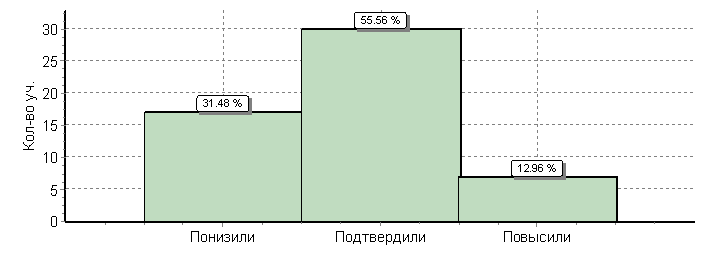 Кол-во уч.
30
25
20
15
10
5
0
31.48 %
55.56 %
12.96 %
Понизили
Подтвердили
Повысили